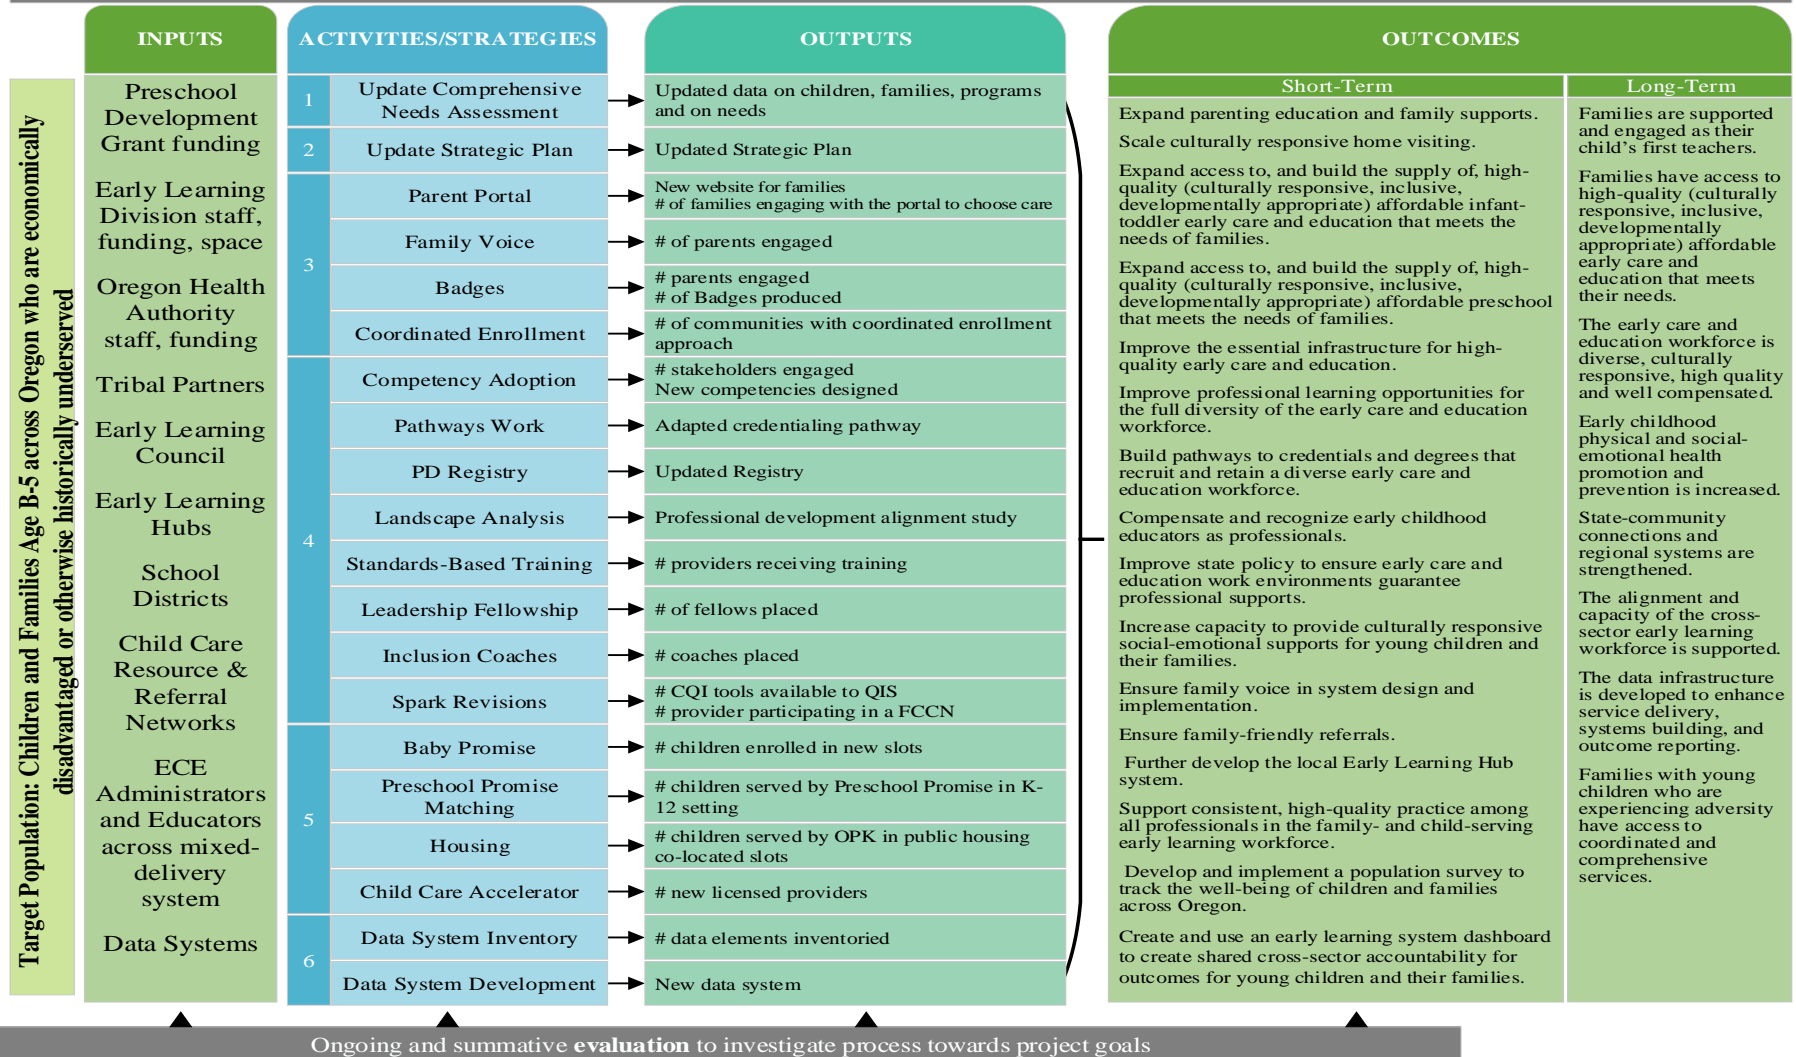 Target Population: Children and Families Age B-5 across Oregon who are economically
disadvantaged or otherwise historically underserved
INPUTS
Preschool
Development
Grant funding
Early Learning
Division staff,
funding, space
Oregon Health
Authority
staff, funding
Tribal Partners
Early Learning
Council
Early Learning
Hubs
School
Districts
Child Care
Resource &
Referral
Networks
ECE
Administrators
and Educators
across mixed-
delivery
system
Data Systems
ACTIVITIES/STRATEGIES
OUTPUTS
1
Update Comprehensive
Needs Assessment
Updated data on children, families, programs
and on needs
2
Update Strategic Plan
Updated Strategic Plan
3
Parent Portal
New website for families
# of families engaging with the portal to choose care
Family Voice
# of parents engaged
Badges
# parents engaged
# of Badges produced
Coordinated Enrollment
# of communities with coordinated enrollment
approach
4
Competency Adoption
# stakeholders engaged
New competencies designed
Pathways Work
Adapted credentialing pathway
PD Registry
Updated Registry
Landscape Analysis
Professional development alignment study
Standards-Based Training
# providers receiving training
Leadership Fellowship
# of fellows placed
Inclusion Coaches
# coaches placed
Spark Revisions
# CQI tools available to QIS
# provider participating in a FCCN
5
Baby Promise
# children enrolled in new slots
Preschool Promise
Matching
# children served by Preschool Promise in K-
12 setting
Housing
# children served by OPK in public housing
co-located slots
Child Care Accelerator
# new licensed providers
6
Data System Inventory
# data elements inventoried
Data System Development
New data system
OUTCOMES
Short-Term
Expand parenting education and family supports.
Scale culturally responsive home visiting.
Expand access to, and build the supply of, high-
quality (culturally responsive, inclusive,
developmentally appropriate) affordable infant-
toddler early care and education that meets the
needs of families.
Expand access to, and build the supply of, high-
quality (culturally responsive, inclusive,
developmentally appropriate) affordable preschool
that meets the needs of families.
Improve the essential infrastructure for high-
quality early care and education.
Improve professional learning opportunities for
the full diversity of the early care and education
workforce.
Build pathways to credentials and degrees that
recruit and retain a diverse early care and
education workforce.
Compensate and recognize early childhood
educators as professionals.
Improve state policy to ensure early care and
education work environments guarantee
professional supports.
Increase capacity to provide culturally responsive
social-emotional supports for young children and
their families.
Ensure family voice in system design and
implementation.
Ensure family-friendly referrals.
Further develop the local Early Learning Hub
system.
Support consistent, high-quality practice among
all professionals in the family- and child-serving
early learning workforce.
Develop and implement a population survey to
track the well-being of children and families
across Oregon.
Create and use an early learning system dashboard
to create shared cross-sector accountability for
outcomes for young children and their families.
Long-Term
Families are supported
and engaged as their
child's first teachers.
Families have access to
high-quality (culturally
responsive, inclusive,
developmentally
appropriate) affordable
early care and
education that meets
their needs.
The early care and
education workforce is
diverse, culturally
responsive, high quality
and well compensated.
Early childhood
physical and social-
emotional health
promotion and
prevention is increased.
State-community
connections and
regional systems are
strengthened.
The alignment and
capacity of the cross-
sector early learning
workforce is supported.
The data infrastructure
is developed to enhance
service delivery,
systems building, and
outcome reporting.
Families with young
children who are
experiencing adversity
have access to
coordinated and
comprehensive
services.
Ongoing and summative evaluation to investigate process towards project goals